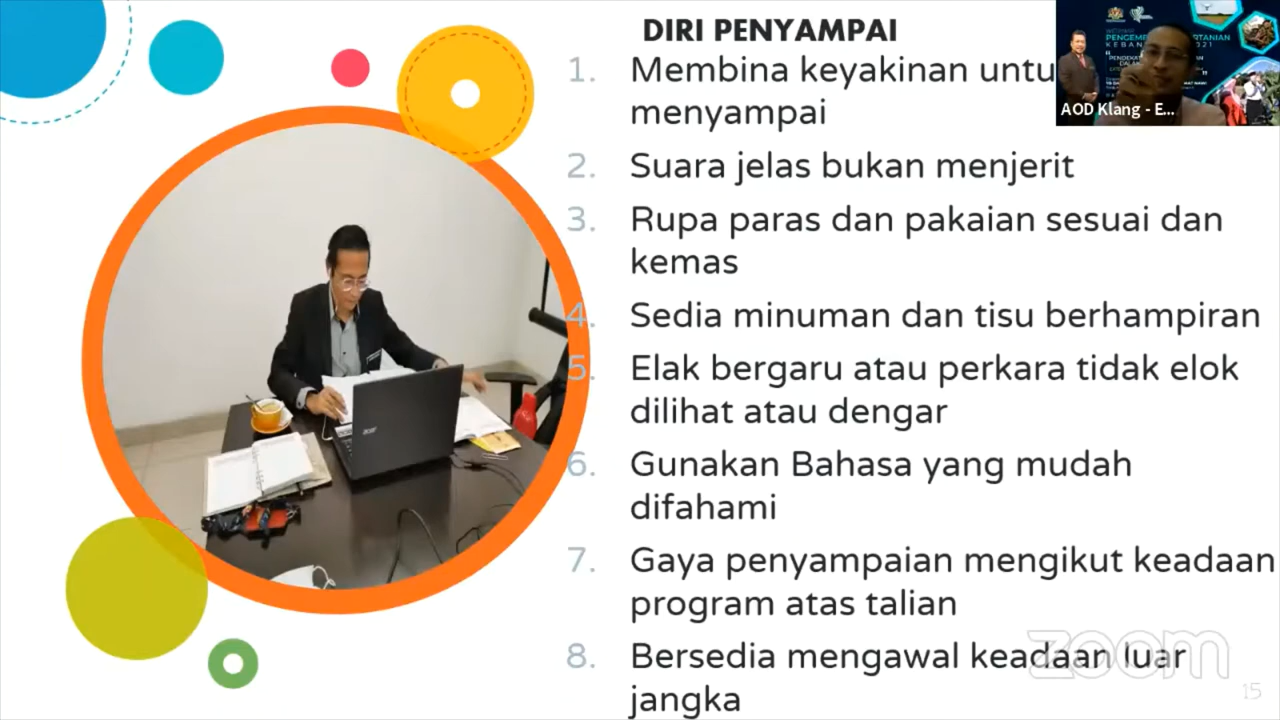 DIRI PENYAMPAI
1. Membina keyakinan untu
menyampai
2. Suara jelas bukan menjerit
3. Rupa paras dan pakaian sesuai dan
kemas
4. Sedia minuman dan tisu berhampiran
5. Elak bergaru atau perkara tidak elok
dilihat atau dengar
6. Gunakan Bahasa yang mudah
difahami
7. Gaya penyampaian mengikut keadaan
program atas talian
8. Bersedia mengawal keadaan luar
jangka
AOD Klang - E...
acer
zoom
15